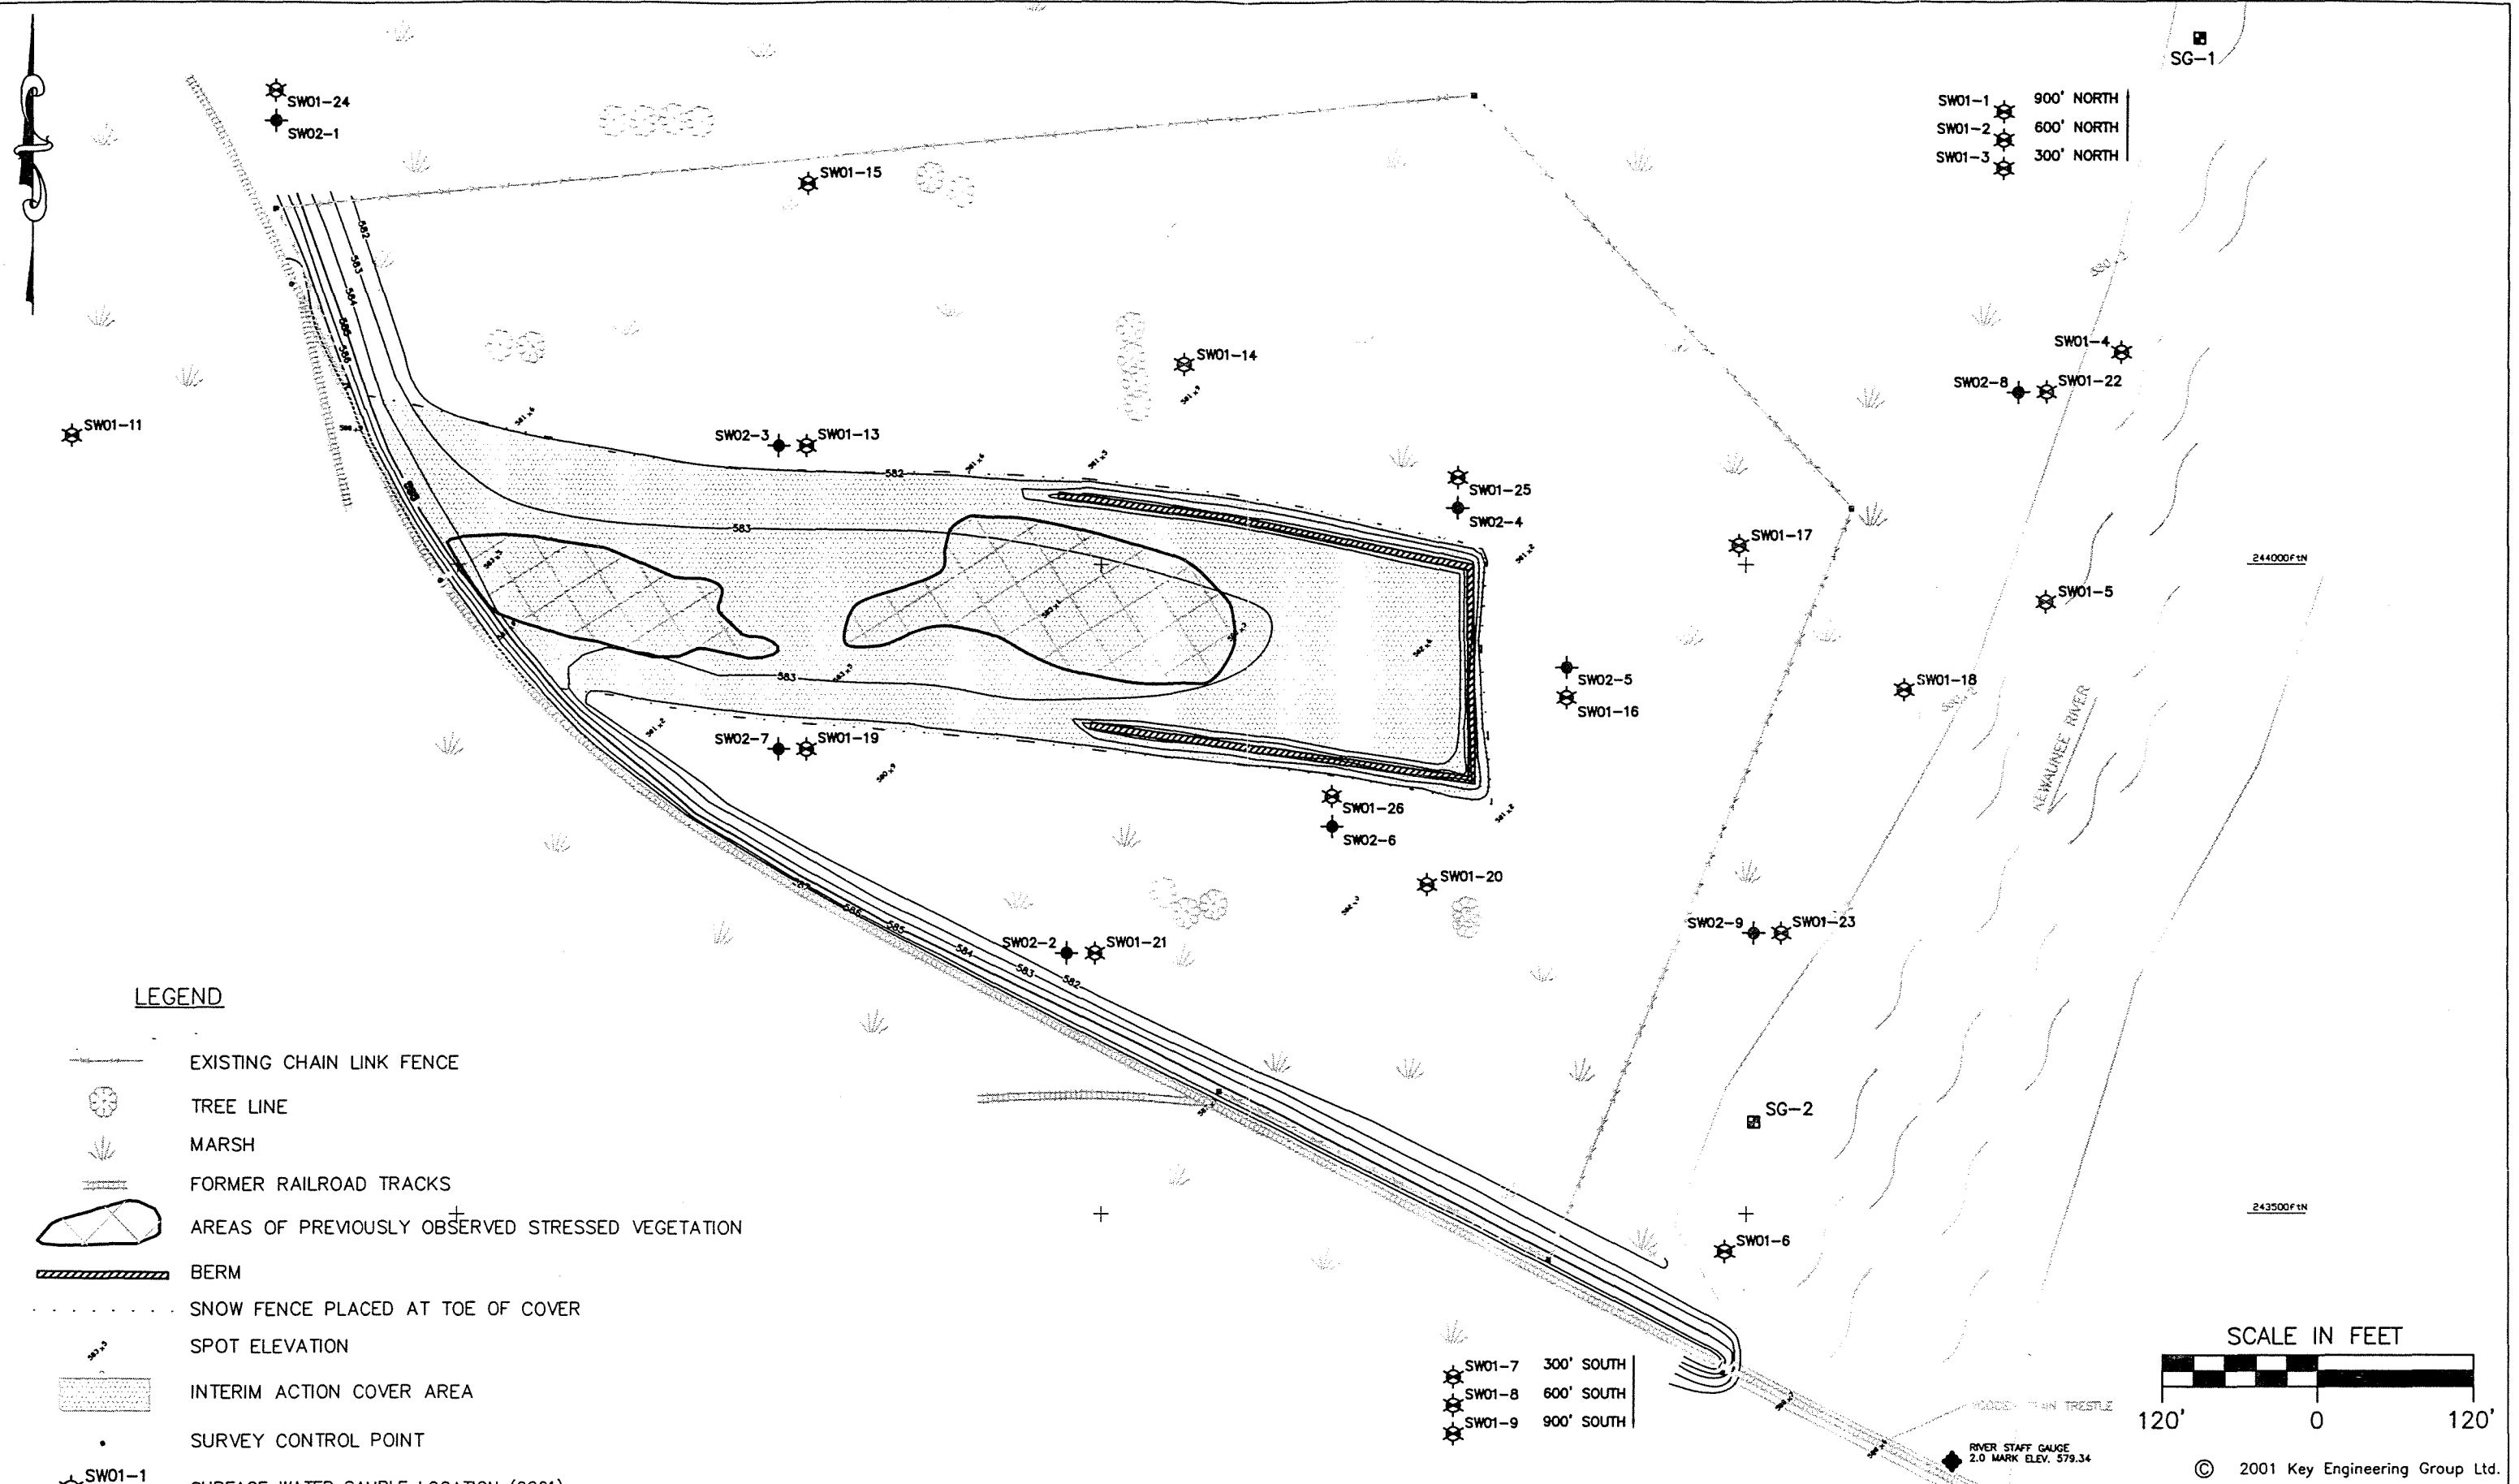 SG-1
SW01-24
SW02-1
SW01-1 900' NORTH
SW01-2 600' NORTH
SW01-3 300' NORTH
SW01-15
582
583
584
585
586
SW01-14
SW01-4
SW02-8 SW01-22
SW01-11
SW02-3 SW01-13
582
SW01-25
SW02-4
583
SW01-17
244000FtN
SW01-5
SW02-5
SW01-16
SW01-18
583
KEWAUNEE RIVER
SW02-7 SW01-19
SW01-26
SW02-6
SW01-20
SW02-9 SW01-23
SW02-2 SW01-21
585
584
583
582
SG-2
243500FtN
SW01-6
LEGEND
EXISTING CHAIN LINK FENCE
TREE LINE
MARSH
FORMER RAILROAD TRACKS
AREAS OF PREVIOUSLY OBSERVED STRESSED VEGETATION
BERM
SNOW FENCE PLACED AT TOE OF COVER
SPOT ELEVATION
INTERIM ACTION COVER AREA
SURVEY CONTROL POINT
SW01-1
SW01-7 300' SOUTH
SW01-8 600' SOUTH
SW01-9 900' SOUTH
SCALE IN FEET
120' 0 120'
TRESTLE
RIVER STAFF GAUGE
2.0 MARK ELEV. 579.34
© 2001 Key Engineering Group Ltd.